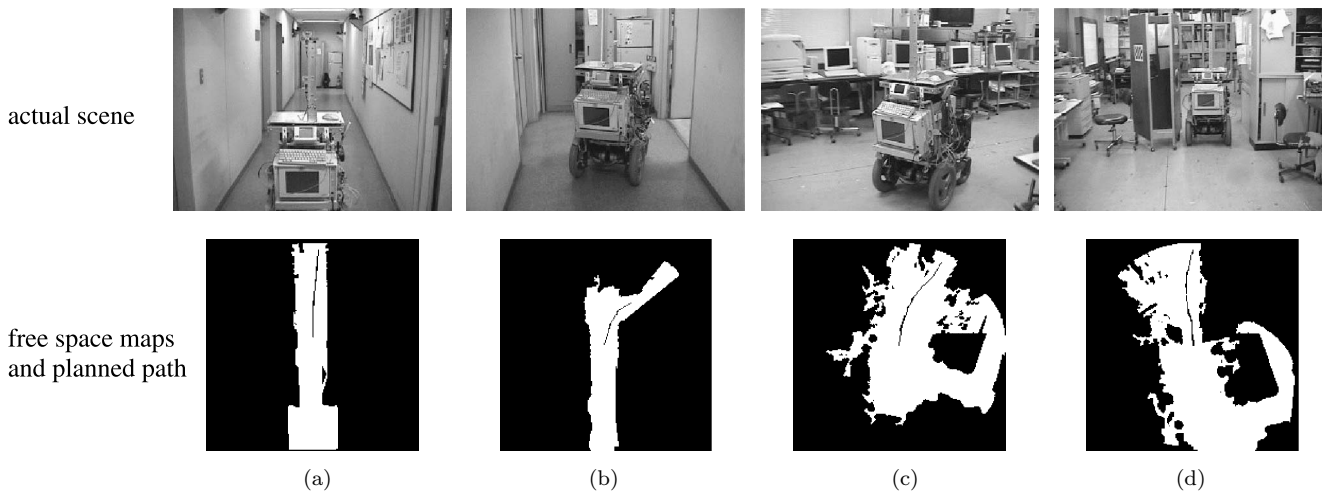 actual scene
free space maps
and planned path
(a)
(b)
(c)
(d)